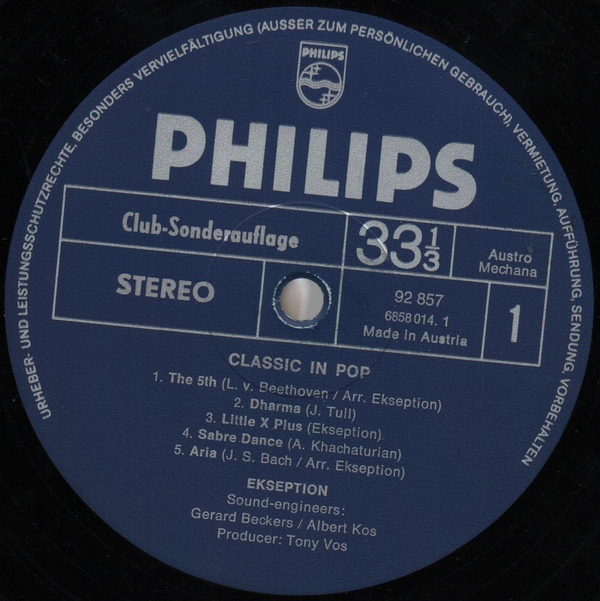 URHEBER- UND LEISTUNGSSCHUTZRECHTE, BESONDERS VERVIELFÄLTIGUNG (AUSSER ZUM PERSÖNLICHEN GEBRAUCH), VERMIETUNG, AUFFÜHRUNG, SENDUNG, VORBEHALTEN
PHILIPS
PHILIPS
Club-Sonderauflage
33 1/3
Austro
Mechana
STEREO
92 857
6858 014. 1
Made in Austria
1
CLASSIC IN POP
1. The 5th (L. v. Beethoven / Arr. Ekseption)
2. Dharma (J. Tull)
3. Little X Plus (Ekseption)
4. Sabre Dance (A. Khachaturian)
5. Aria (J. S. Bach / Arr. Ekseption)
EKSEPTION
Sound-engineers:
Gerard Beckers / Albert Kos
Producer: Tony Vos